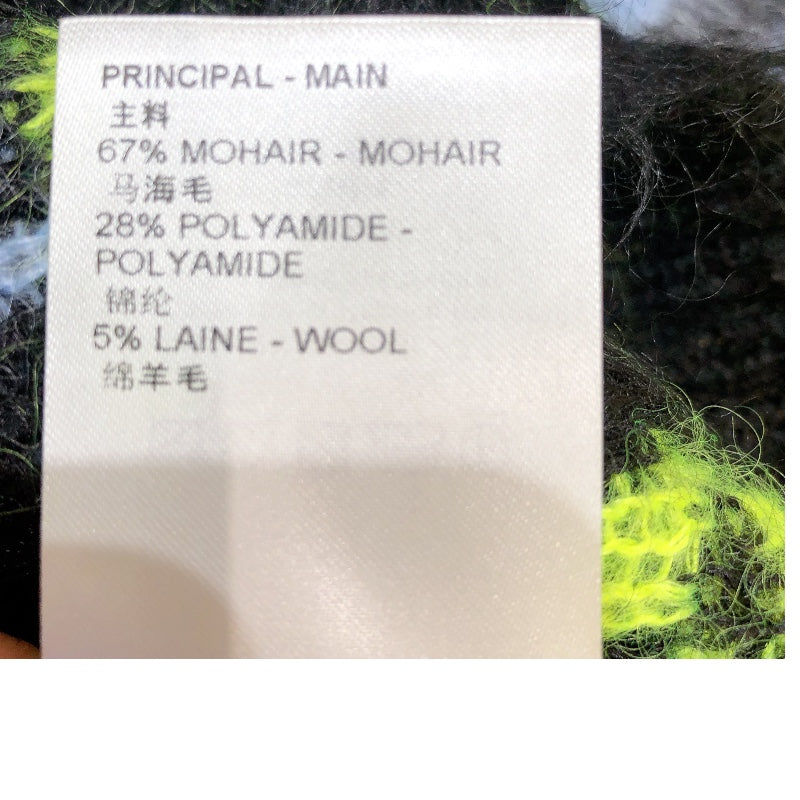 PRINCIPAL - MAIN
主料
67% MOHAIR - MOHAIR
马海毛
28% POLYAMIDE -
POLYAMIDE
锦纶
5% LAINE - WOOL
绵羊毛